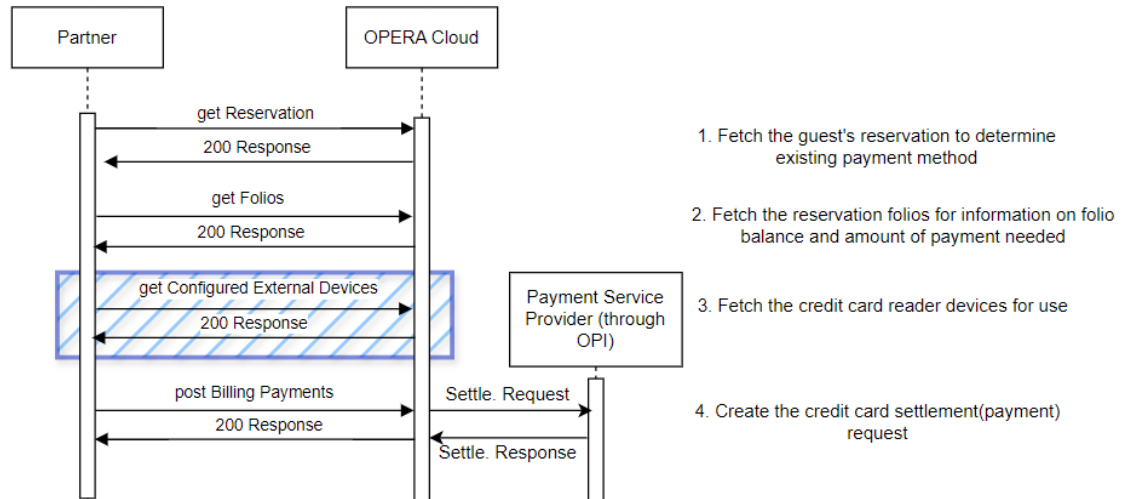 Partner
OPERA Cloud
get Reservation
200 Response
1. Fetch the guest's reservation to determine
existing payment method
get Folios
200 Response
2. Fetch the reservation folios for information on folio
balance and amount of payment needed
get Configured External Devices
200 Response
Payment Service
Provider (through
OPI)
3. Fetch the credit card reader devices for use
post Billing Payments
200 Response
Settle. Request
Settle. Response
4. Create the credit card settlement(payment)
request